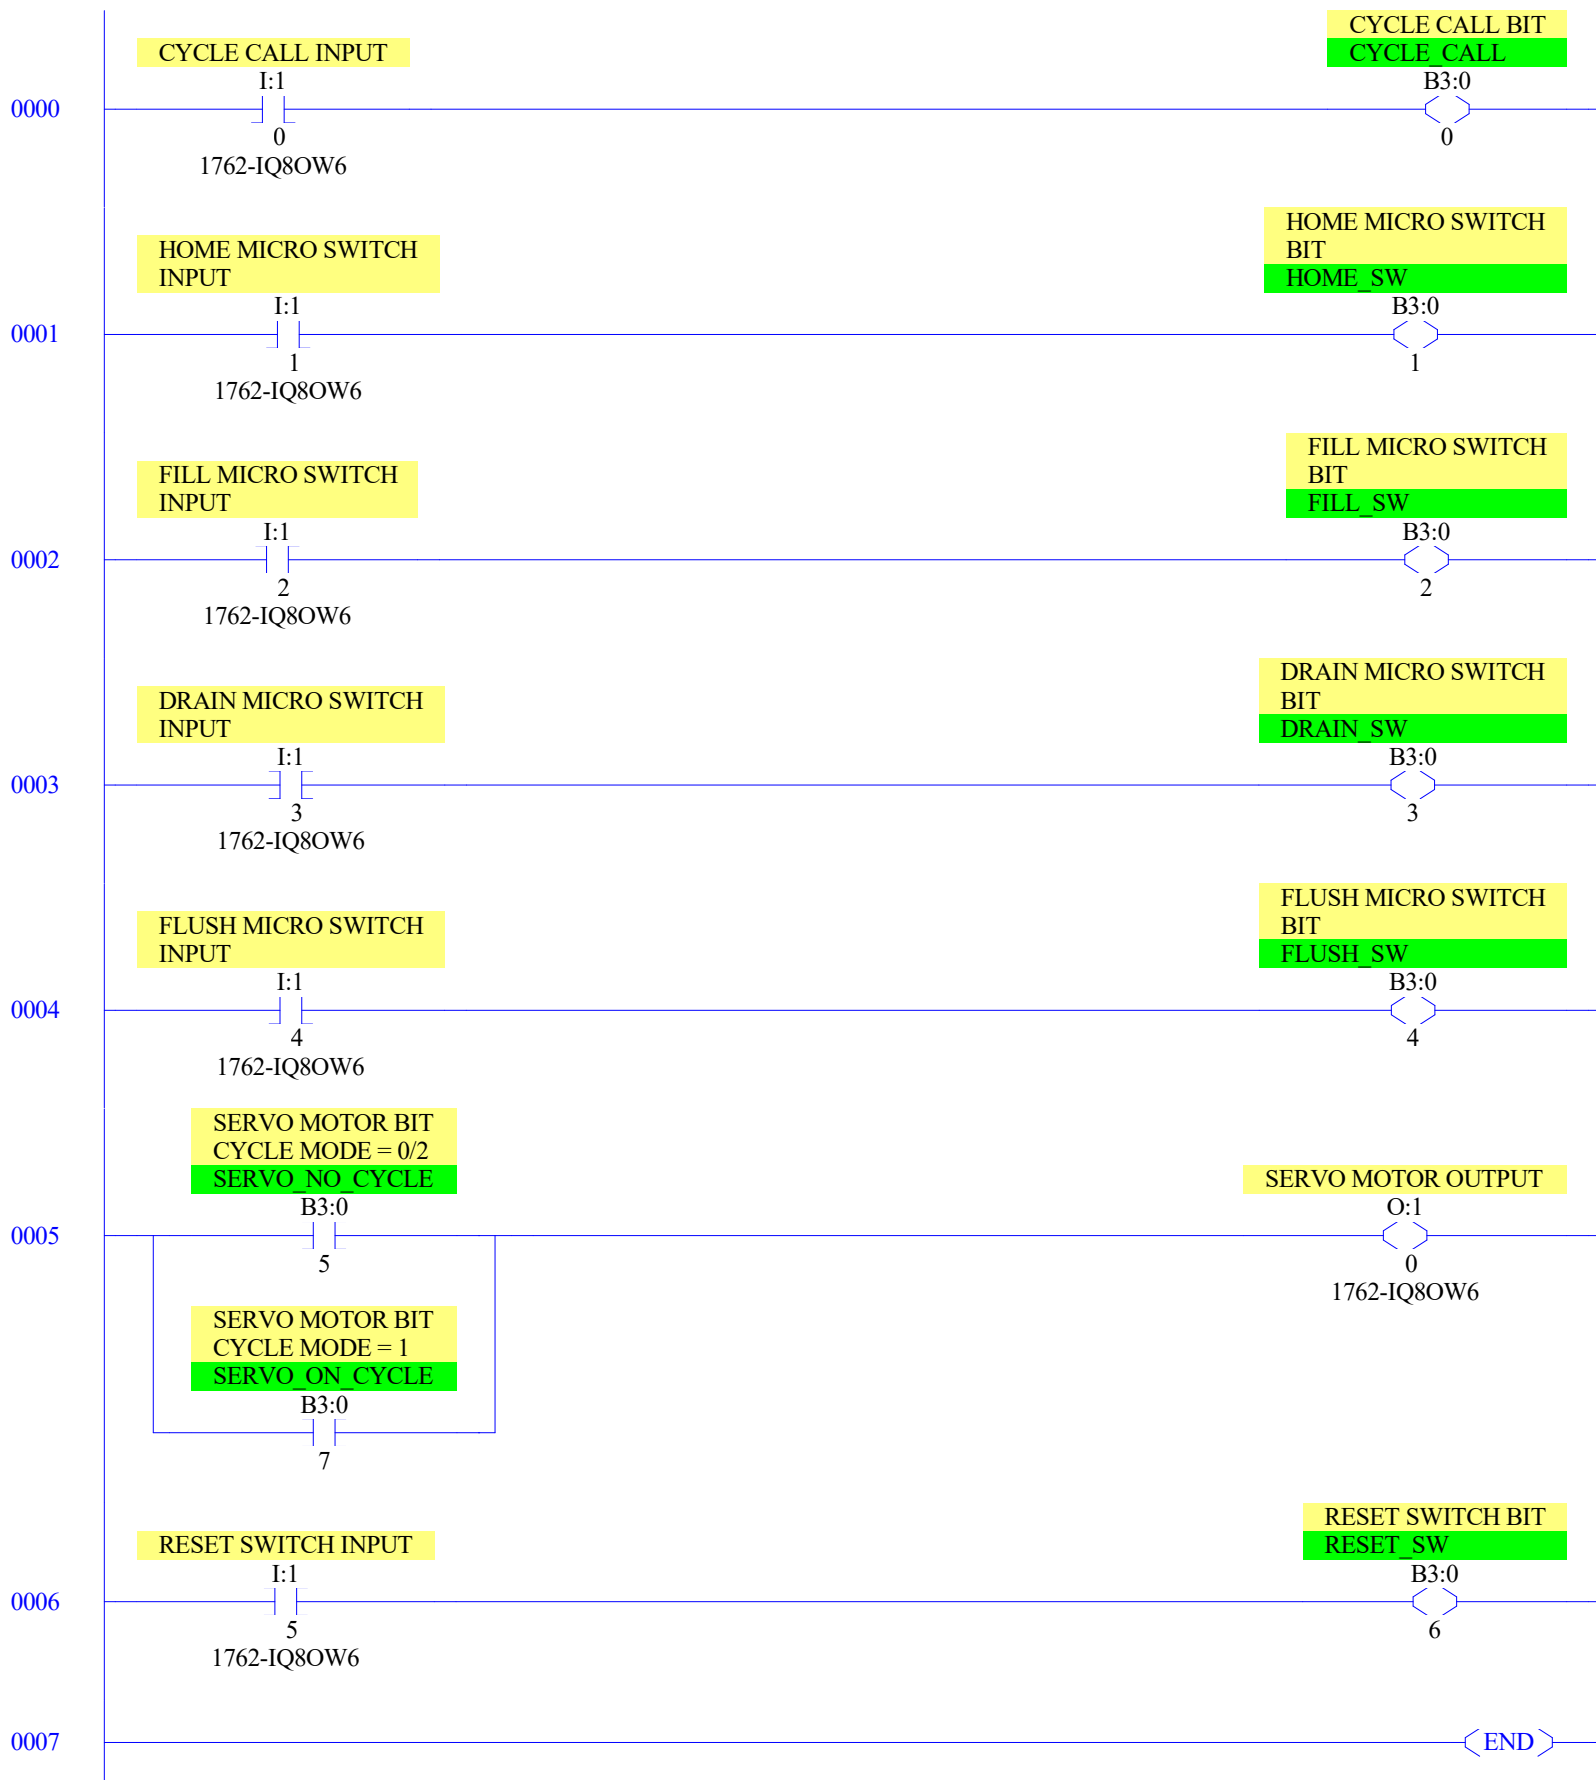 CYCLE CALL INPUT
CYCLE CALL BIT
CYCLE_CALL
I:1
B3:0
0000
0
0
1762-IQ8OW6
HOME MICRO SWITCH
INPUT
HOME MICRO SWITCH
BIT
HOME_SW
I:1
B3:0
0001
1
1
1762-IQ8OW6
FILL MICRO SWITCH
INPUT
FILL MICRO SWITCH
BIT
FILL_SW
I:1
B3:0
0002
2
2
1762-IQ8OW6
DRAIN MICRO SWITCH
INPUT
DRAIN MICRO SWITCH
BIT
DRAIN_SW
I:1
B3:0
0003
3
3
1762-IQ8OW6
FLUSH MICRO SWITCH
INPUT
FLUSH MICRO SWITCH
BIT
FLUSH_SW
I:1
B3:0
0004
4
4
1762-IQ8OW6
SERVO MOTOR BIT
CYCLE MODE = 0/2
SERVO_NO_CYCLE
B3:0
SERVO MOTOR OUTPUT
O:1
0005
5
0
1762-IQ8OW6
SERVO MOTOR BIT
CYCLE MODE = 1
SERVO_ON_CYCLE
B3:0
7
RESET SWITCH INPUT
RESET SWITCH BIT
RESET_SW
I:1
B3:0
0006
5
6
1762-IQ8OW6
0007
END